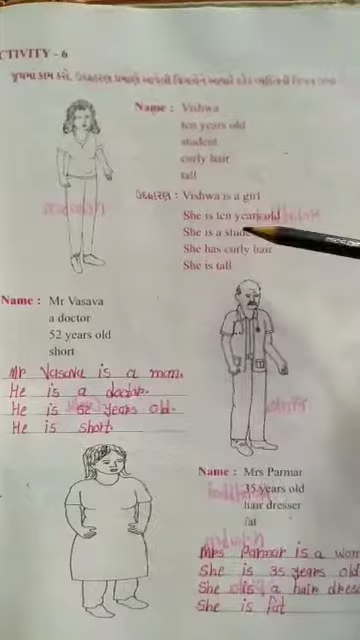 CTIVITY - 6
Name : Vishwa
ten years old
student
curly hair
tall
ઉદાહરણ : Vishwa is a girl
She is ten years old
She is a stude
She has curly hair
She is tall
Name : Mr Vasava
a doctor
52 years old
short
Mr Vasava is a man.
He is a doctor.
He is 52 years old.
He is short.
Name : Mrs Parmar
35 years old
hair dresser
fat
Mrs Parmar is a wom
She is 35 years old
She is a hair dress
She is fat